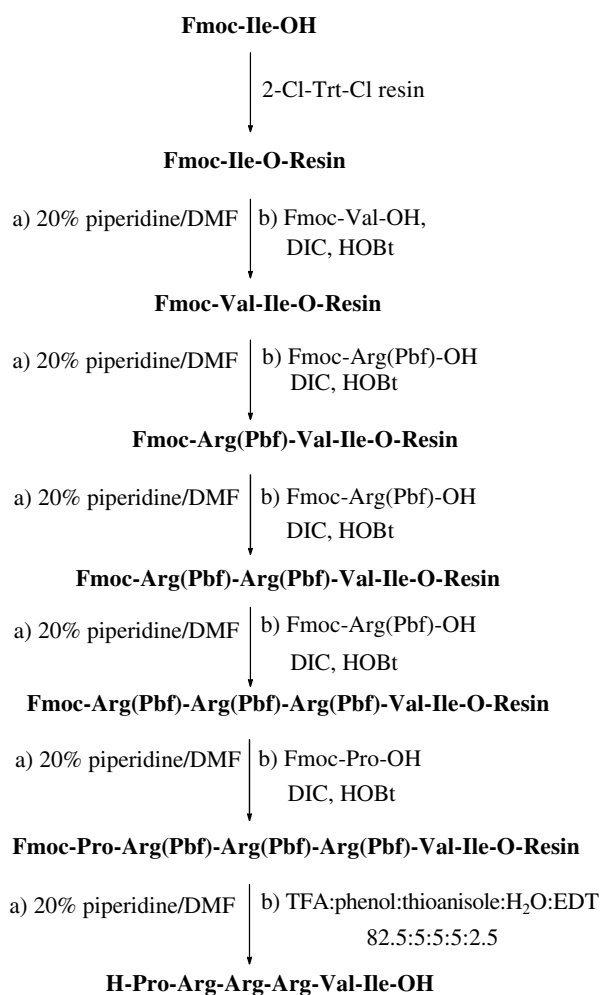 Fmoc-Ile-OH
2-Cl-Trt-Cl resin
Fmoc-Ile-O-Resin
a) 20% piperidine/DMF
b) Fmoc-Val-OH,
DIC, HOBt
Fmoc-Val-Ile-O-Resin
a) 20% piperidine/DMF
b) Fmoc-Arg(Pbf)-OH
DIC, HOBt
Fmoc-Arg(Pbf)-Val-Ile-O-Resin
a) 20% piperidine/DMF
b) Fmoc-Arg(Pbf)-OH
DIC, HOBt
Fmoc-Arg(Pbf)-Arg(Pbf)-Val-Ile-O-Resin
a) 20% piperidine/DMF
b) Fmoc-Arg(Pbf)-OH
DIC, HOBt
Fmoc-Arg(Pbf)-Arg(Pbf)-Arg(Pbf)-Val-Ile-O-Resin
a) 20% piperidine/DMF
b) Fmoc-Pro-OH
DIC, HOBt
Fmoc-Pro-Arg(Pbf)-Arg(Pbf)-Arg(Pbf)-Val-Ile-O-Resin
a) 20% piperidine/DMF
b) TFA:phenol:thioanisole:H₂O:EDT
82.5:5:5:5:2.5
H-Pro-Arg-Arg-Arg-Val-Ile-OH